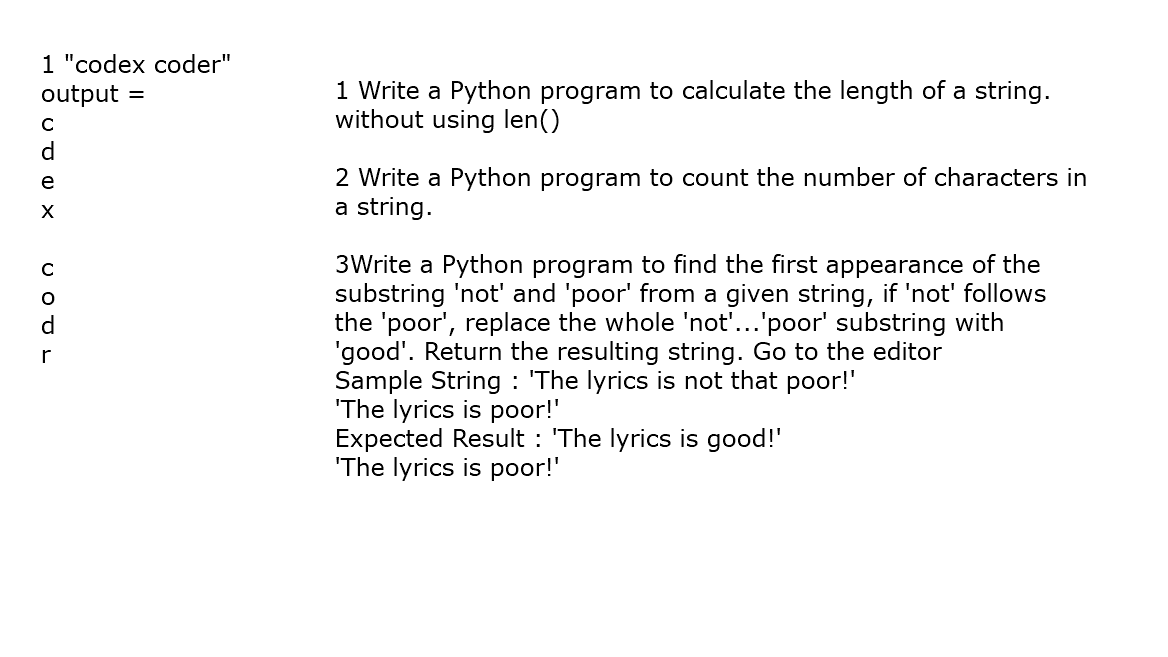 1 "codex coder"
output =
c
d
e
x
c
o
d
r
1 Write a Python program to calculate the length of a string.
without using len()
2 Write a Python program to count the number of characters in
a string.
3Write a Python program to find the first appearance of the
substring 'not' and 'poor' from a given string, if 'not' follows
the 'poor', replace the whole 'not'...'poor' substring with
'good'. Return the resulting string. Go to the editor
Sample String : 'The lyrics is not that poor!'
'The lyrics is poor!'
Expected Result : 'The lyrics is good!'
'The lyrics is poor!'